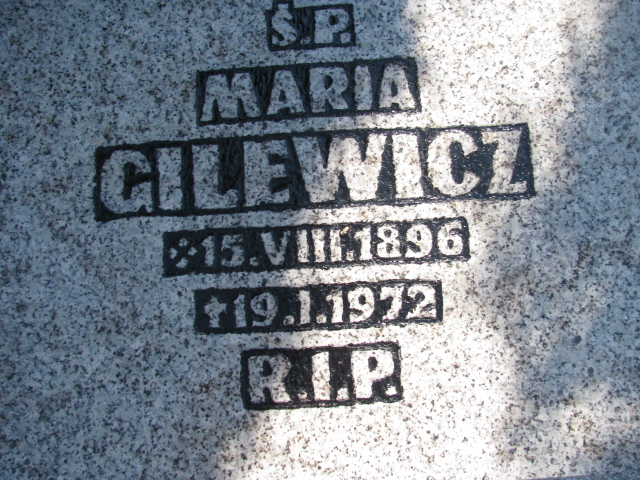 Ś.P.
MARIA
GILEWICZ
15.VIII.1896
✝19.I.1972
R.I.P.